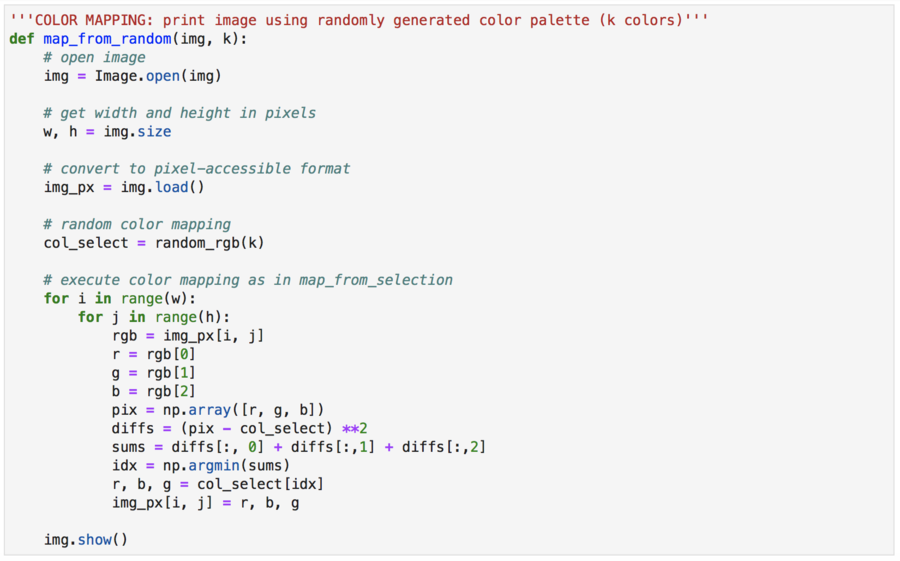 '''COLOR MAPPING: print image using randomly generated color palette (k colors)'''
def map_from_random(img, k):
    # open image
    img = Image.open(img)

    # get width and height in pixels
    w, h = img.size

    # convert to pixel-accessible format
    img_px = img.load()

    # random color mapping
    col_select = random_rgb(k)

    # execute color mapping as in map_from_selection
    for i in range(w):
        for j in range(h):
            rgb = img_px[i, j]
            r = rgb[0]
            g = rgb[1]
            b = rgb[2]
            pix = np.array([r, g, b])
            diffs = (pix - col_select) **2
            sums = diffs[:, 0] + diffs[:,1] + diffs[:,2]
            idx = np.argmin(sums)
            r, b, g = col_select[idx]
            img_px[i, j] = r, b, g

    img.show()